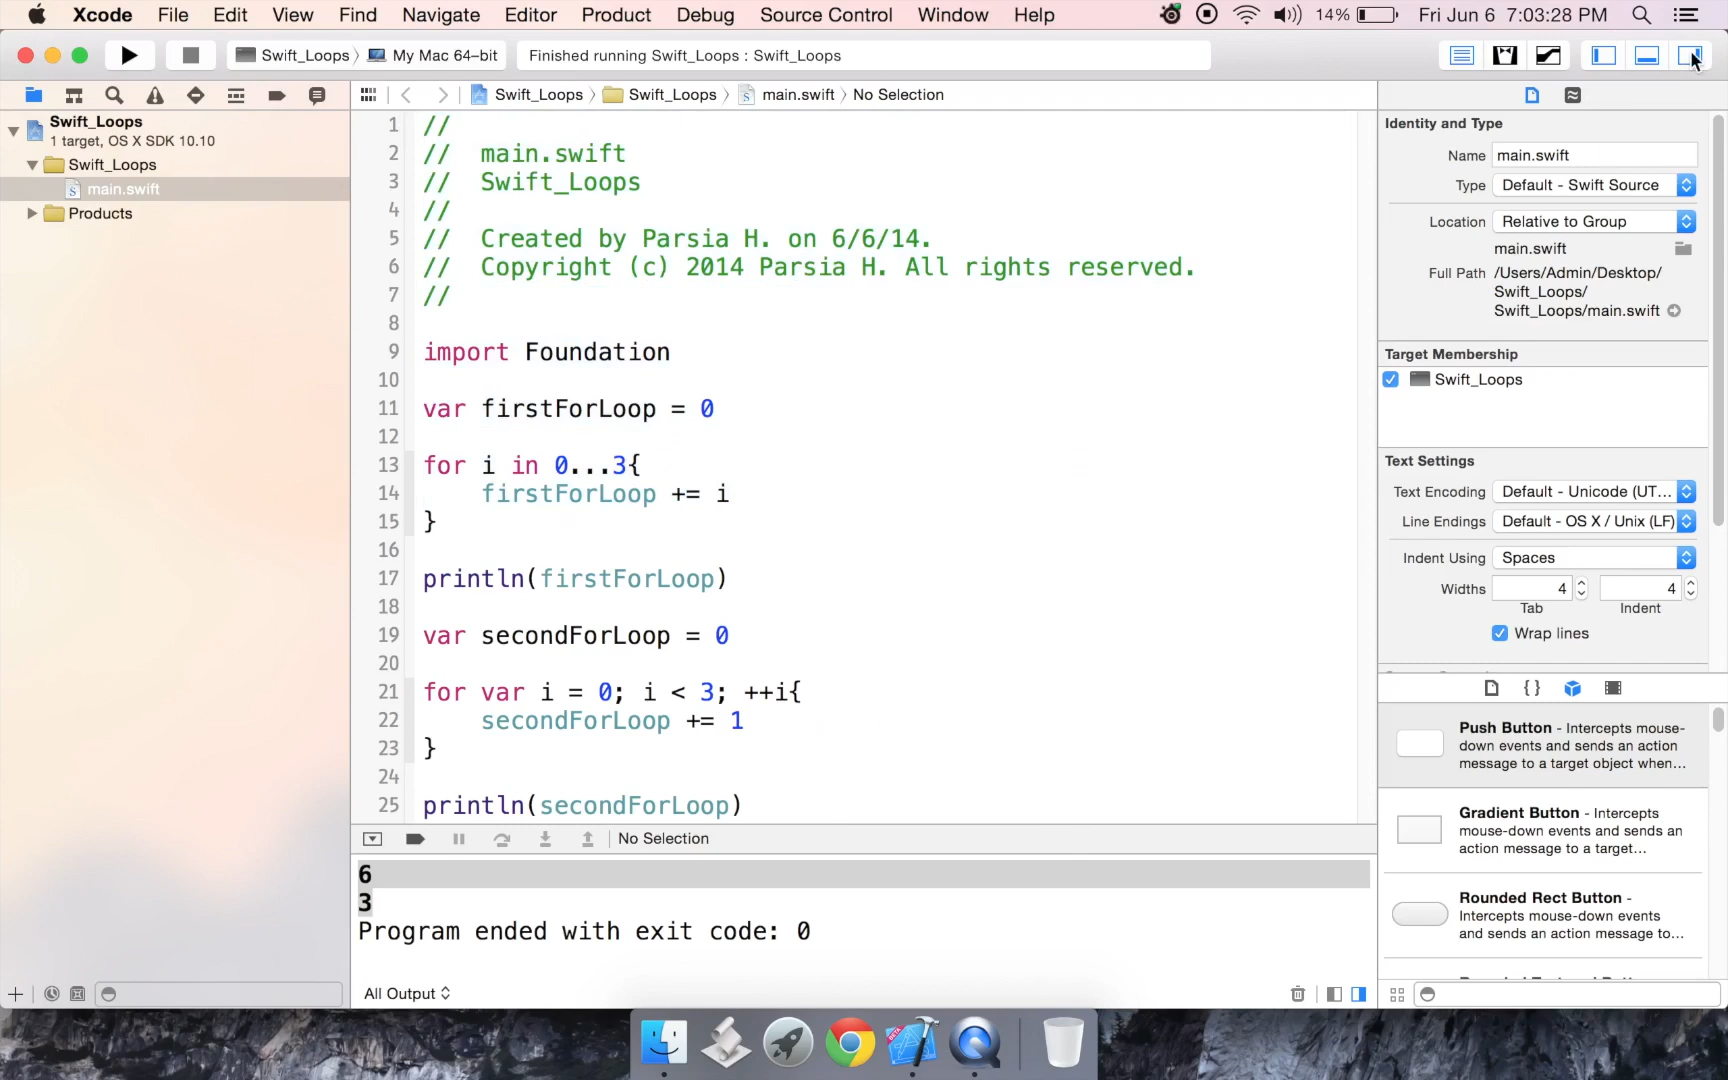 Xcode File Edit View Find Navigate Editor Product Debug Source Control Window Help 14% Fri Jun 6 7:03:28 PM
Swift_Loops My Mac 64-bit Finished running Swift_Loops : Swift_Loops
Swift_Loops Swift_Loops main.swift No Selection
Swift_Loops
1 target, OS X SDK 10.10
Swift_Loops
main.swift
Products
1 //
2 // main.swift
3 // Swift_Loops
4 //
5 // Created by Parsia H. on 6/6/14.
6 // Copyright (c) 2014 Parsia H. All rights reserved.
7 //
8
9 import Foundation
10
11 var firstForLoop = 0
12
13 for i in 0...3{
14 firstForLoop += i
15 }
16
17 println(firstForLoop)
18
19 var secondForLoop = 0
20
21 for var i = 0; i < 3; ++i{
22 secondForLoop += 1
23 }
24
25 println(secondForLoop)
No Selection
6
3
Program ended with exit code: 0
All Output
Identity and Type
Name main.swift
Type Default - Swift Source
Location Relative to Group
main.swift
Full Path /Users/Admin/Desktop/
Swift_Loops/
Swift_Loops/main.swift
Target Membership
Swift_Loops
Text Settings
Text Encoding Default - Unicode (UT...
Line Endings Default - OS X / Unix (LF)
Indent Using Spaces
Widths 4 4
Tab Indent
Wrap lines
Push Button - Intercepts mouse-
down events and sends an action
message to a target object when...
Gradient Button - Intercepts
mouse-down events and sends an
action message to a target...
Rounded Rect Button -
Intercepts mouse-down events
and sends an action message to...